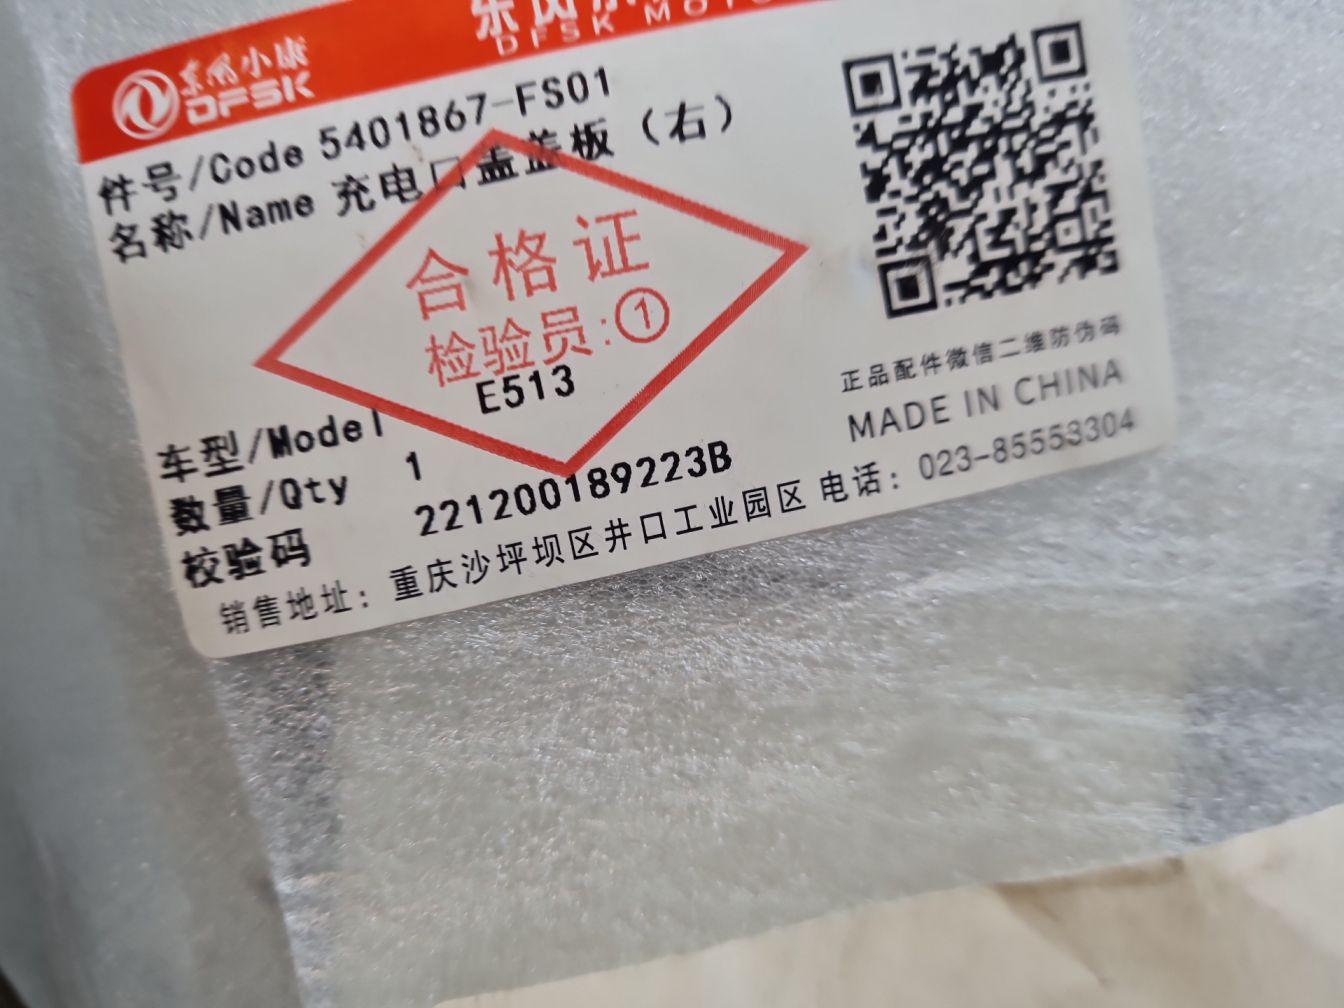 东风小康
DFSK
DFSK MOTO
件号/Code 5401867-FS01
名称/Name 充电口盖盖板（右）
合格证
检验员:①
车型/Model E513
数量/Qty 1
校验码 221200189223B
销售地址：重庆沙坪坝区井口工业园区 电话：023-85553304
正品配件微信二维防伪码
MADE IN CHINA